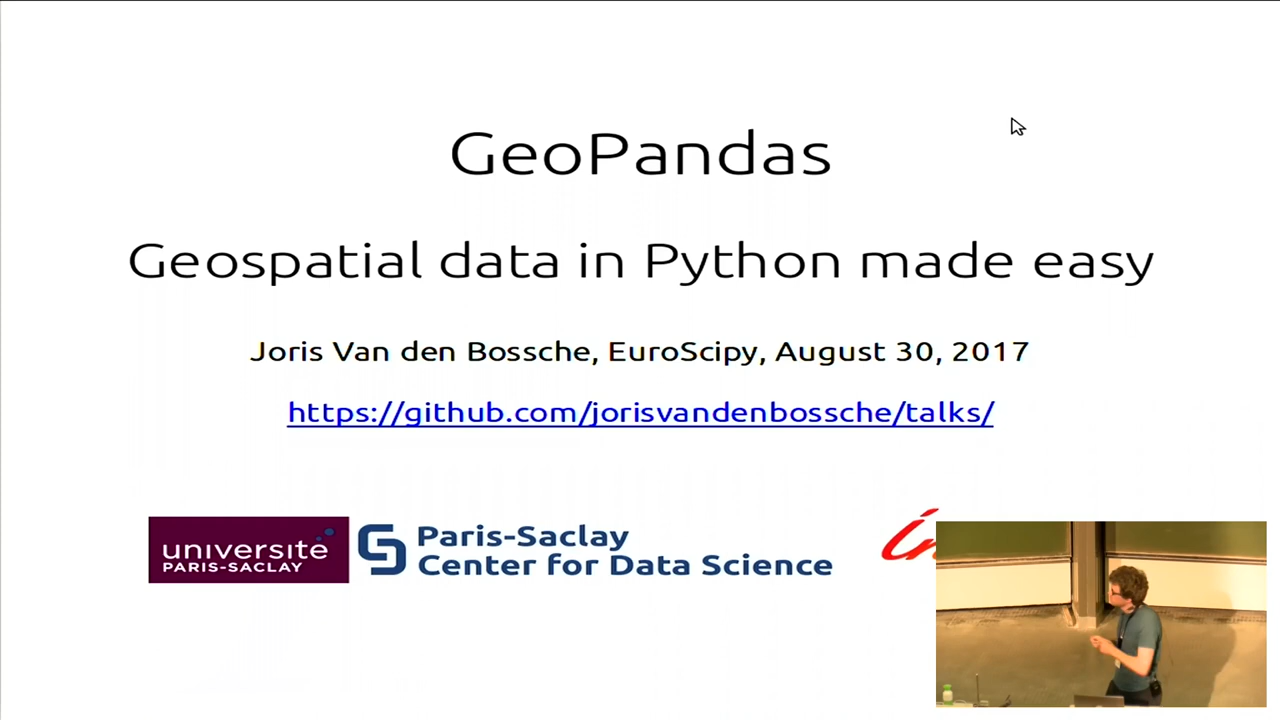 GeoPandas
Geospatial data in Python made easy
Joris Van den Bossche, EuroScipy, August 30, 2017
https://github.com/jorisvandenbossche/talks/
universite
PARIS-SACLAY
Paris-Saclay
Center for Data Science